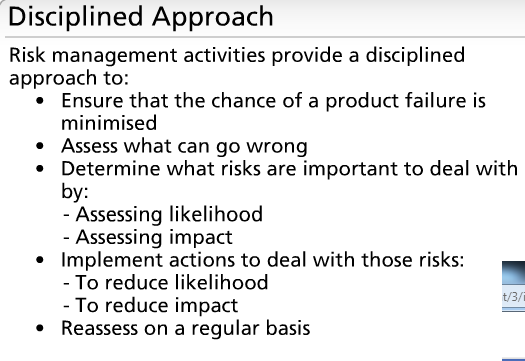 Disciplined Approach
Risk management activities provide a disciplined
approach to:
• Ensure that the chance of a product failure is
minimised
• Assess what can go wrong
• Determine what risks are important to deal with
by:
- Assessing likelihood
- Assessing impact
• Implement actions to deal with those risks:
- To reduce likelihood
- To reduce impact
• Reassess on a regular basis
t/3/i